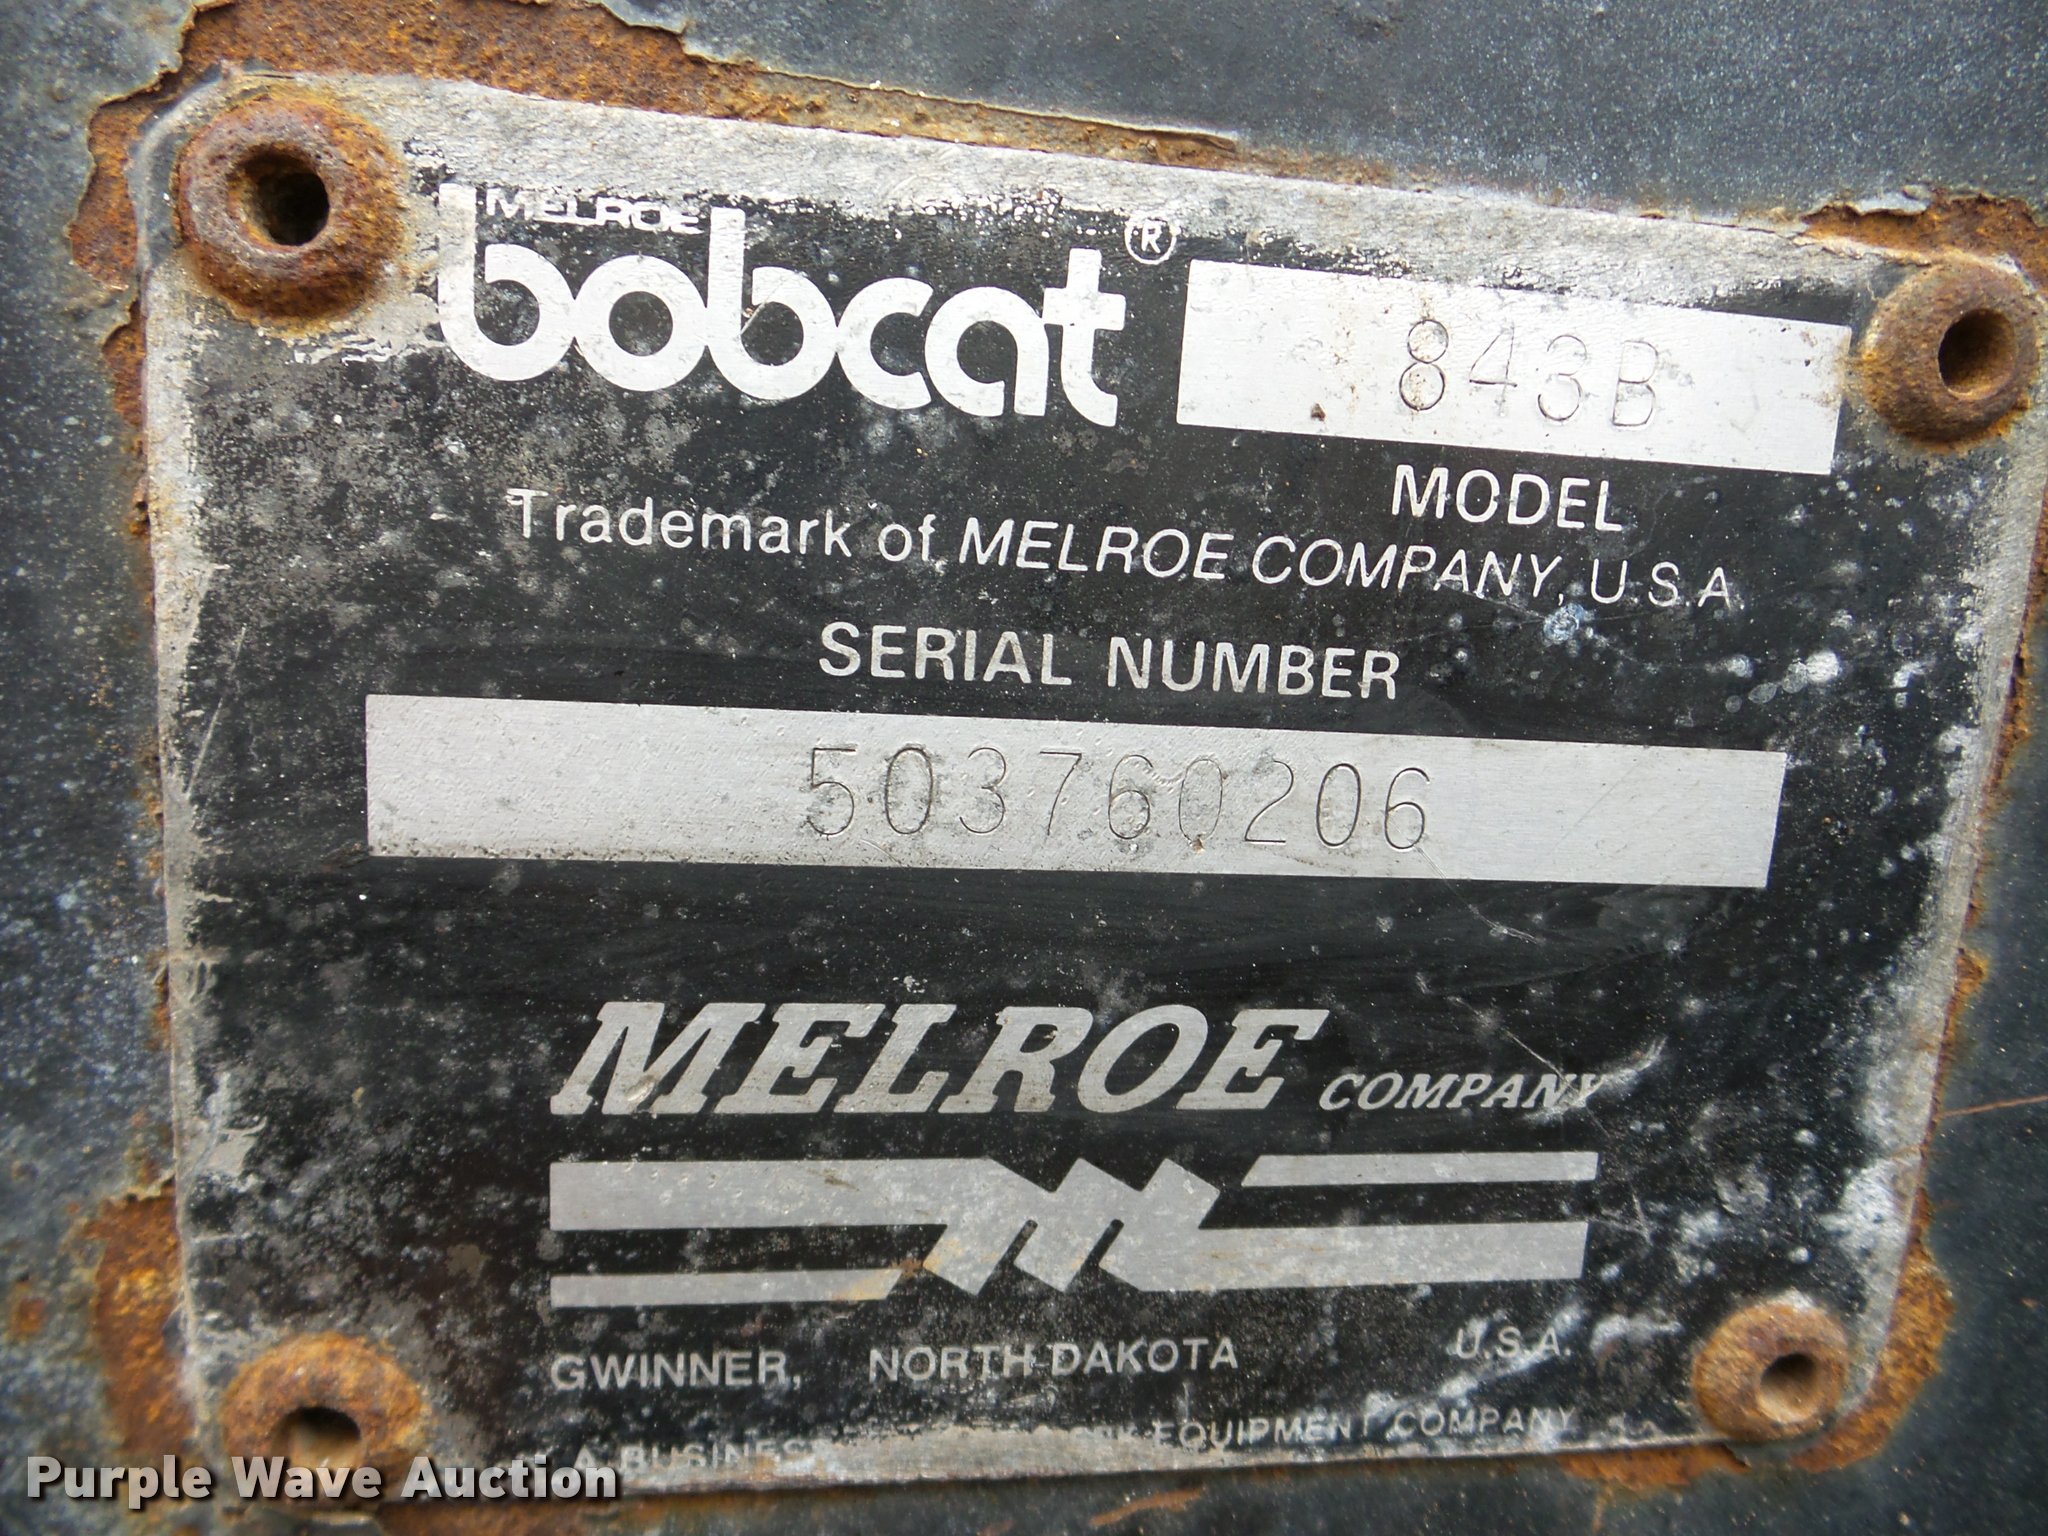 MELROE
bobcat®
843B
MODEL
Trademark of MELROE COMPANY, U.S.A.
SERIAL NUMBER
503760206
MELROE COMPANY
GWINNER, NORTH DAKOTA U.S.A.
A BUSINESS EQUIPMENT COMPANY
Purple Wave Auction